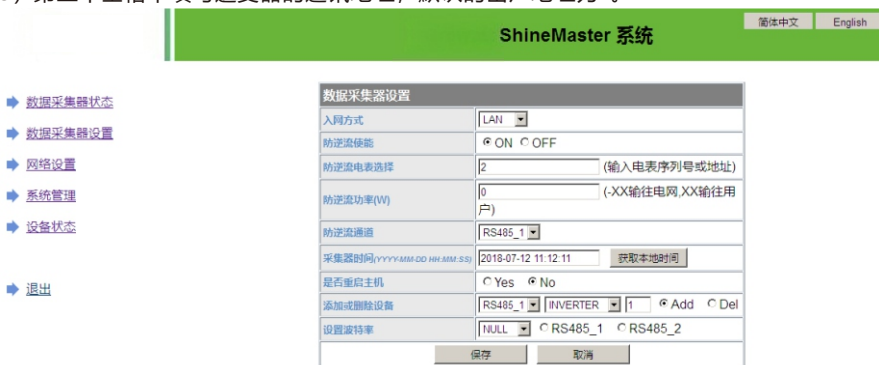 简体中文 English
ShineMaster 系统
数据采集器状态
数据采集器设置
网络设置
系统管理
设备状态
退出
数据采集器设置
入网方式 LAN
防逆流使能 ON OFF
防逆流电表选择 2 (输入电表序列号或地址)
防逆流功率(W) 0 (-XX输往电网,XX输往用
户)
防逆流通道 RS485_1
采集器时间(YYYY-MM-DD HH:MM:SS) 2018-07-12 11:12:11 获取本地时间
是否重启主机 Yes No
添加或删除设备 RS485_1 INVERTER 1 Add Del
设置波特率 NULL RS485_1 RS485_2
保存 取消